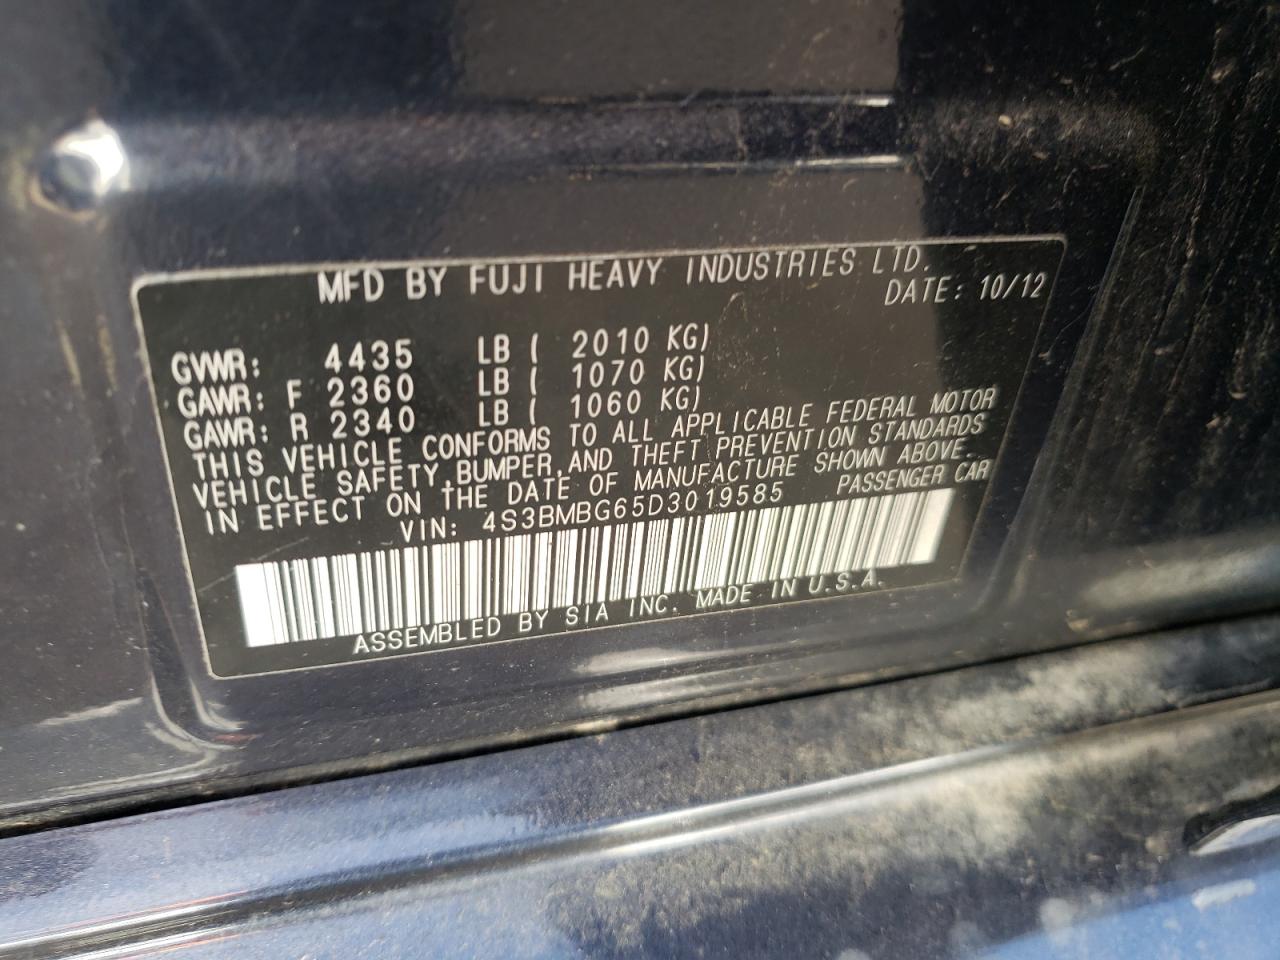 MFD BY FUJI HEAVY INDUSTRIES LTD.
DATE: 10/12
GVWR: 4435 LB ( 2010 KG)
GAWR: F 2360 LB ( 1070 KG)
GAWR: R 2340 LB ( 1060 KG)
THIS VEHICLE CONFORMS TO ALL APPLICABLE FEDERAL MOTOR
VEHICLE SAFETY,BUMPER,AND THEFT PREVENTION STANDARDS
IN EFFECT ON THE DATE OF MANUFACTURE SHOWN ABOVE.
VIN: 4S3BMBG65D3019585 PASSENGER CAR
ASSEMBLED BY SIA INC. MADE IN U.S.A.